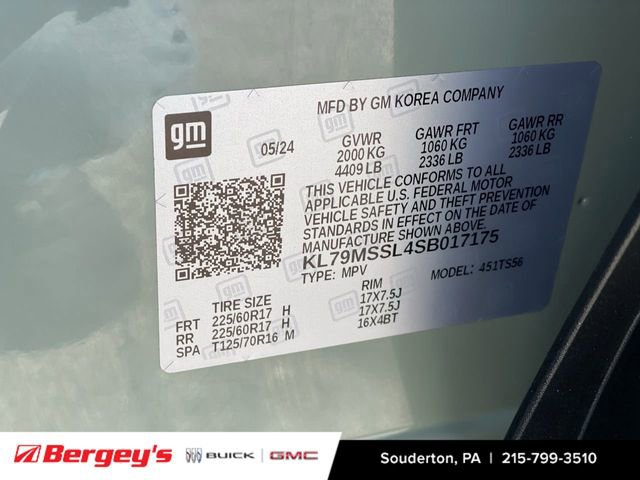 MFD BY GM KOREA COMPANY
gm
05/24
GVWR
2000 KG
4409 LB
GAWR FRT
1060 KG
2336 LB
GAWR RR
1060 KG
2336 LB
THIS VEHICLE CONFORMS TO ALL
APPLICABLE U.S. FEDERAL MOTOR
VEHICLE SAFETY AND THEFT PREVENTION
STANDARDS IN EFFECT ON THE DATE OF
MANUFACTURE SHOWN ABOVE.
KL79MSSL4SB017175
TYPE: MPV
MODEL: 451TS56
TIRE SIZE
RIM
FRT 225/60R17 H 17X7.5J
RR 225/60R17 H 17X7.5J
SPA T125/70R16 M 16X4BT
Bergey's BUICK GMC
Souderton, PA | 215-799-3510